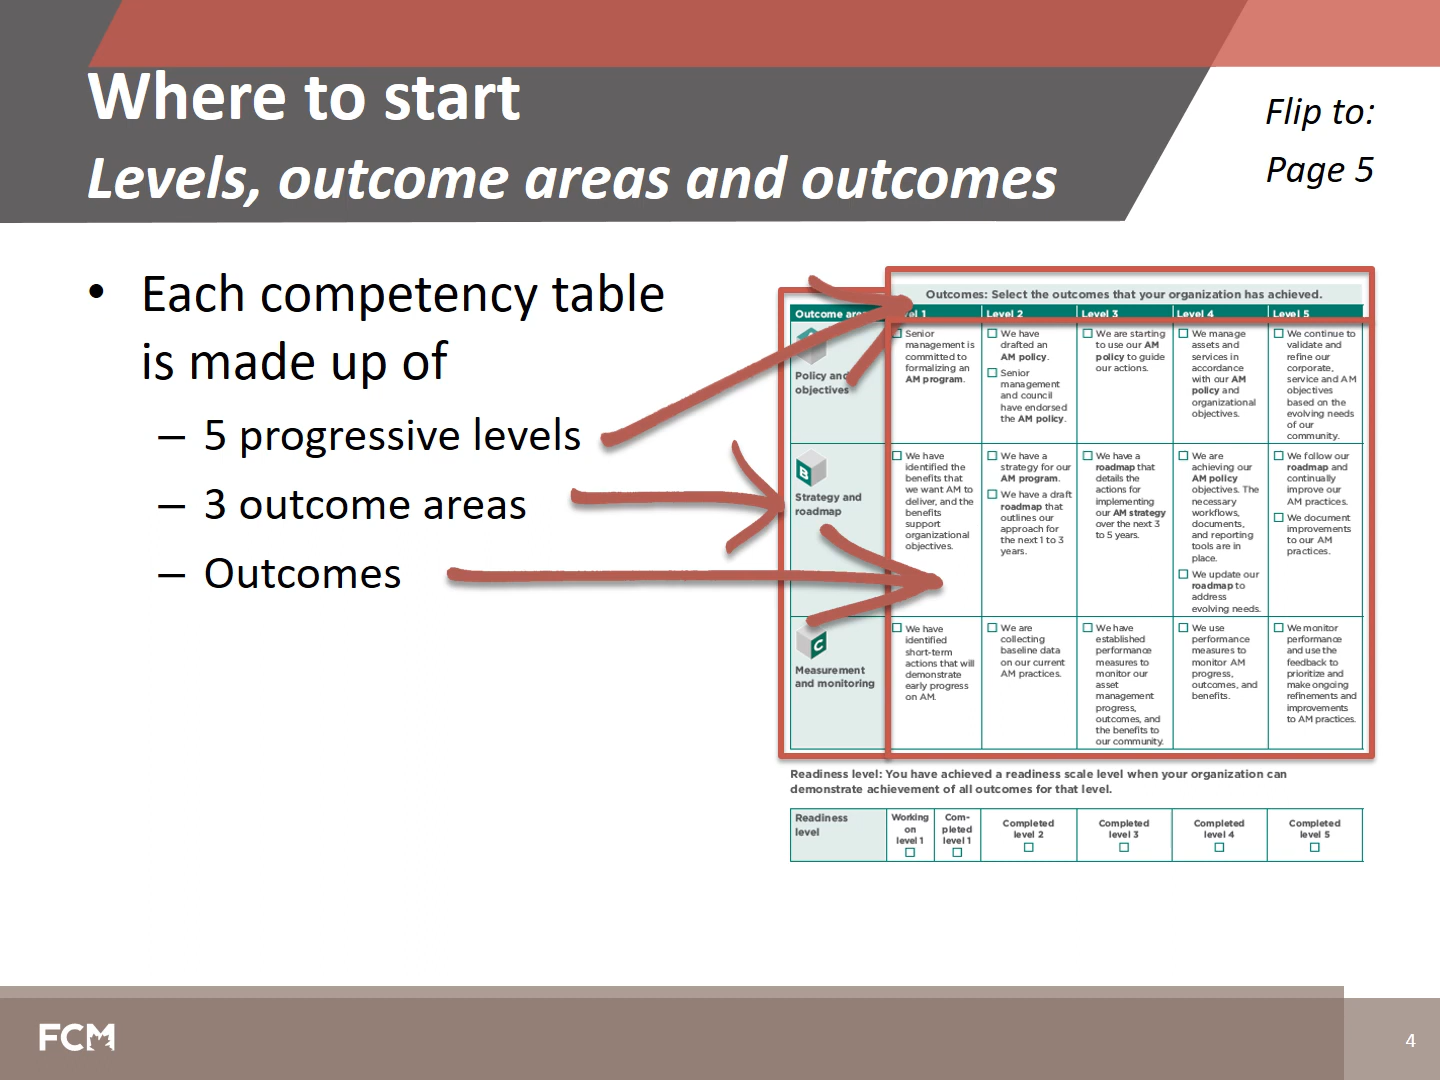 Where to start
Levels, outcome areas and outcomes
Flip to:
Page 5
• Each competency table
is made up of
– 5 progressive levels
– 3 outcome areas
– Outcomes
Outcomes: Select the outcomes that your organization has achieved.
Outcome
Level 2
Level 3
Level 4
Level 5
Policy and
objectives
Senior
management is
committed to
formalizing an
AM program.
We have
drafted an
AM policy.
Senior
management
and council
have endorsed
the AM policy.
We are starting
to use our AM
policy to guide
our actions.
We manage
assets and
services in
accordance
with our AM
policy and
organizational
objectives.
We continue to
validate and
refine our
corporate,
service and AM
objectives
based on the
evolving needs
of our
community.
B
Strategy and
roadmap
We have
identified the
benefits that
we want AM to
deliver, and the
benefits
support
organizational
objectives.
We have a
strategy for our
AM program.
We have a draft
roadmap that
outlines our
approach for
the next 1 to 3
years.
We have a
roadmap that
details the
actions for
implementing
our AM strategy
over the next 3
to 5 years.
We are
achieving our
AM policy
objectives. The
necessary
workflows,
documents,
and reporting
tools are in
place.
We update our
roadmap to
address
evolving needs.
We follow our
roadmap and
continually
improve our
AM practices.
We document
improvements
to our AM
practices.
C
Measurement
and monitoring
We have
identified
short-term
actions that will
demonstrate
early progress
on AM.
We are
collecting
baseline data
on our current
AM practices.
We have
established
performance
measures to
monitor our
asset
management
progress,
outcomes, and
the benefits to
our community.
We use
performance
measures to
monitor AM
progress,
outcomes, and
benefits.
We monitor
performance
and use the
feedback to
prioritize and
make ongoing
refinements and
improvements
to AM practices.
Readiness level: You have achieved a readiness scale level when your organization can
demonstrate achievement of all outcomes for that level.
Readiness
level
Working
on
level 1
Com-
pleted
level 1
Completed
level 2
Completed
level 3
Completed
level 4
Completed
level 5
FCM
4